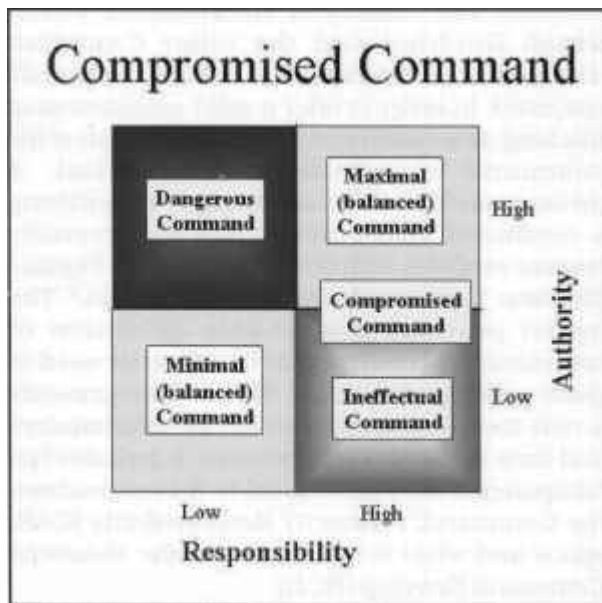 Compromised Command
Dangerous
Command
Maximal
(balanced)
Command
High
Compromised
Command
Authority
Minimal
(balanced)
Command
Ineffectual
Command
Low
Low
High
Responsibility